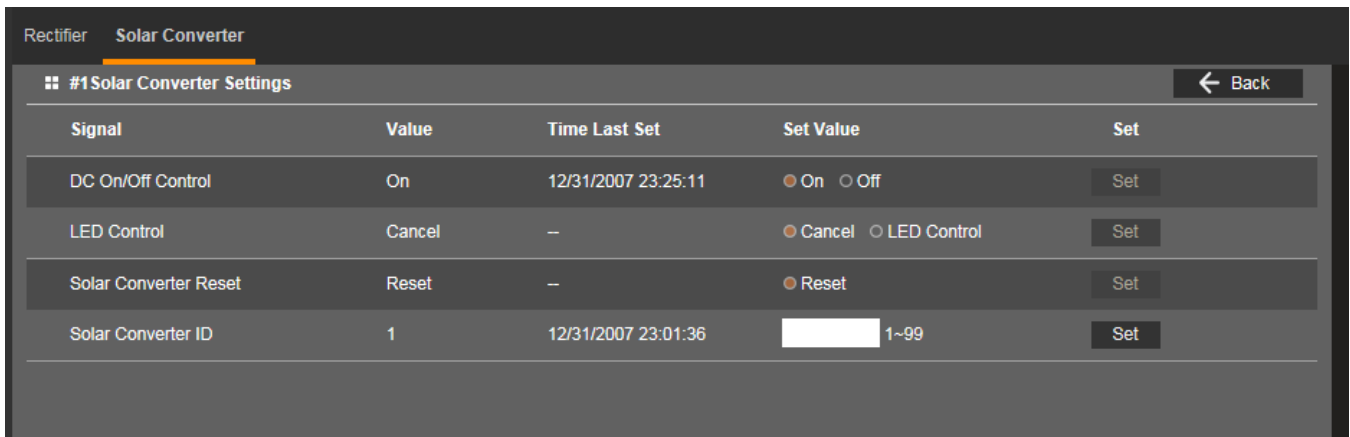 Rectifier Solar Converter
#1Solar Converter Settings Back
Signal Value Time Last Set Set Value Set
DC On/Off Control On 12/31/2007 23:25:11 On Off Set
LED Control Cancel -- Cancel LED Control Set
Solar Converter Reset Reset -- Reset Set
Solar Converter ID 1 12/31/2007 23:01:36 1~99 Set